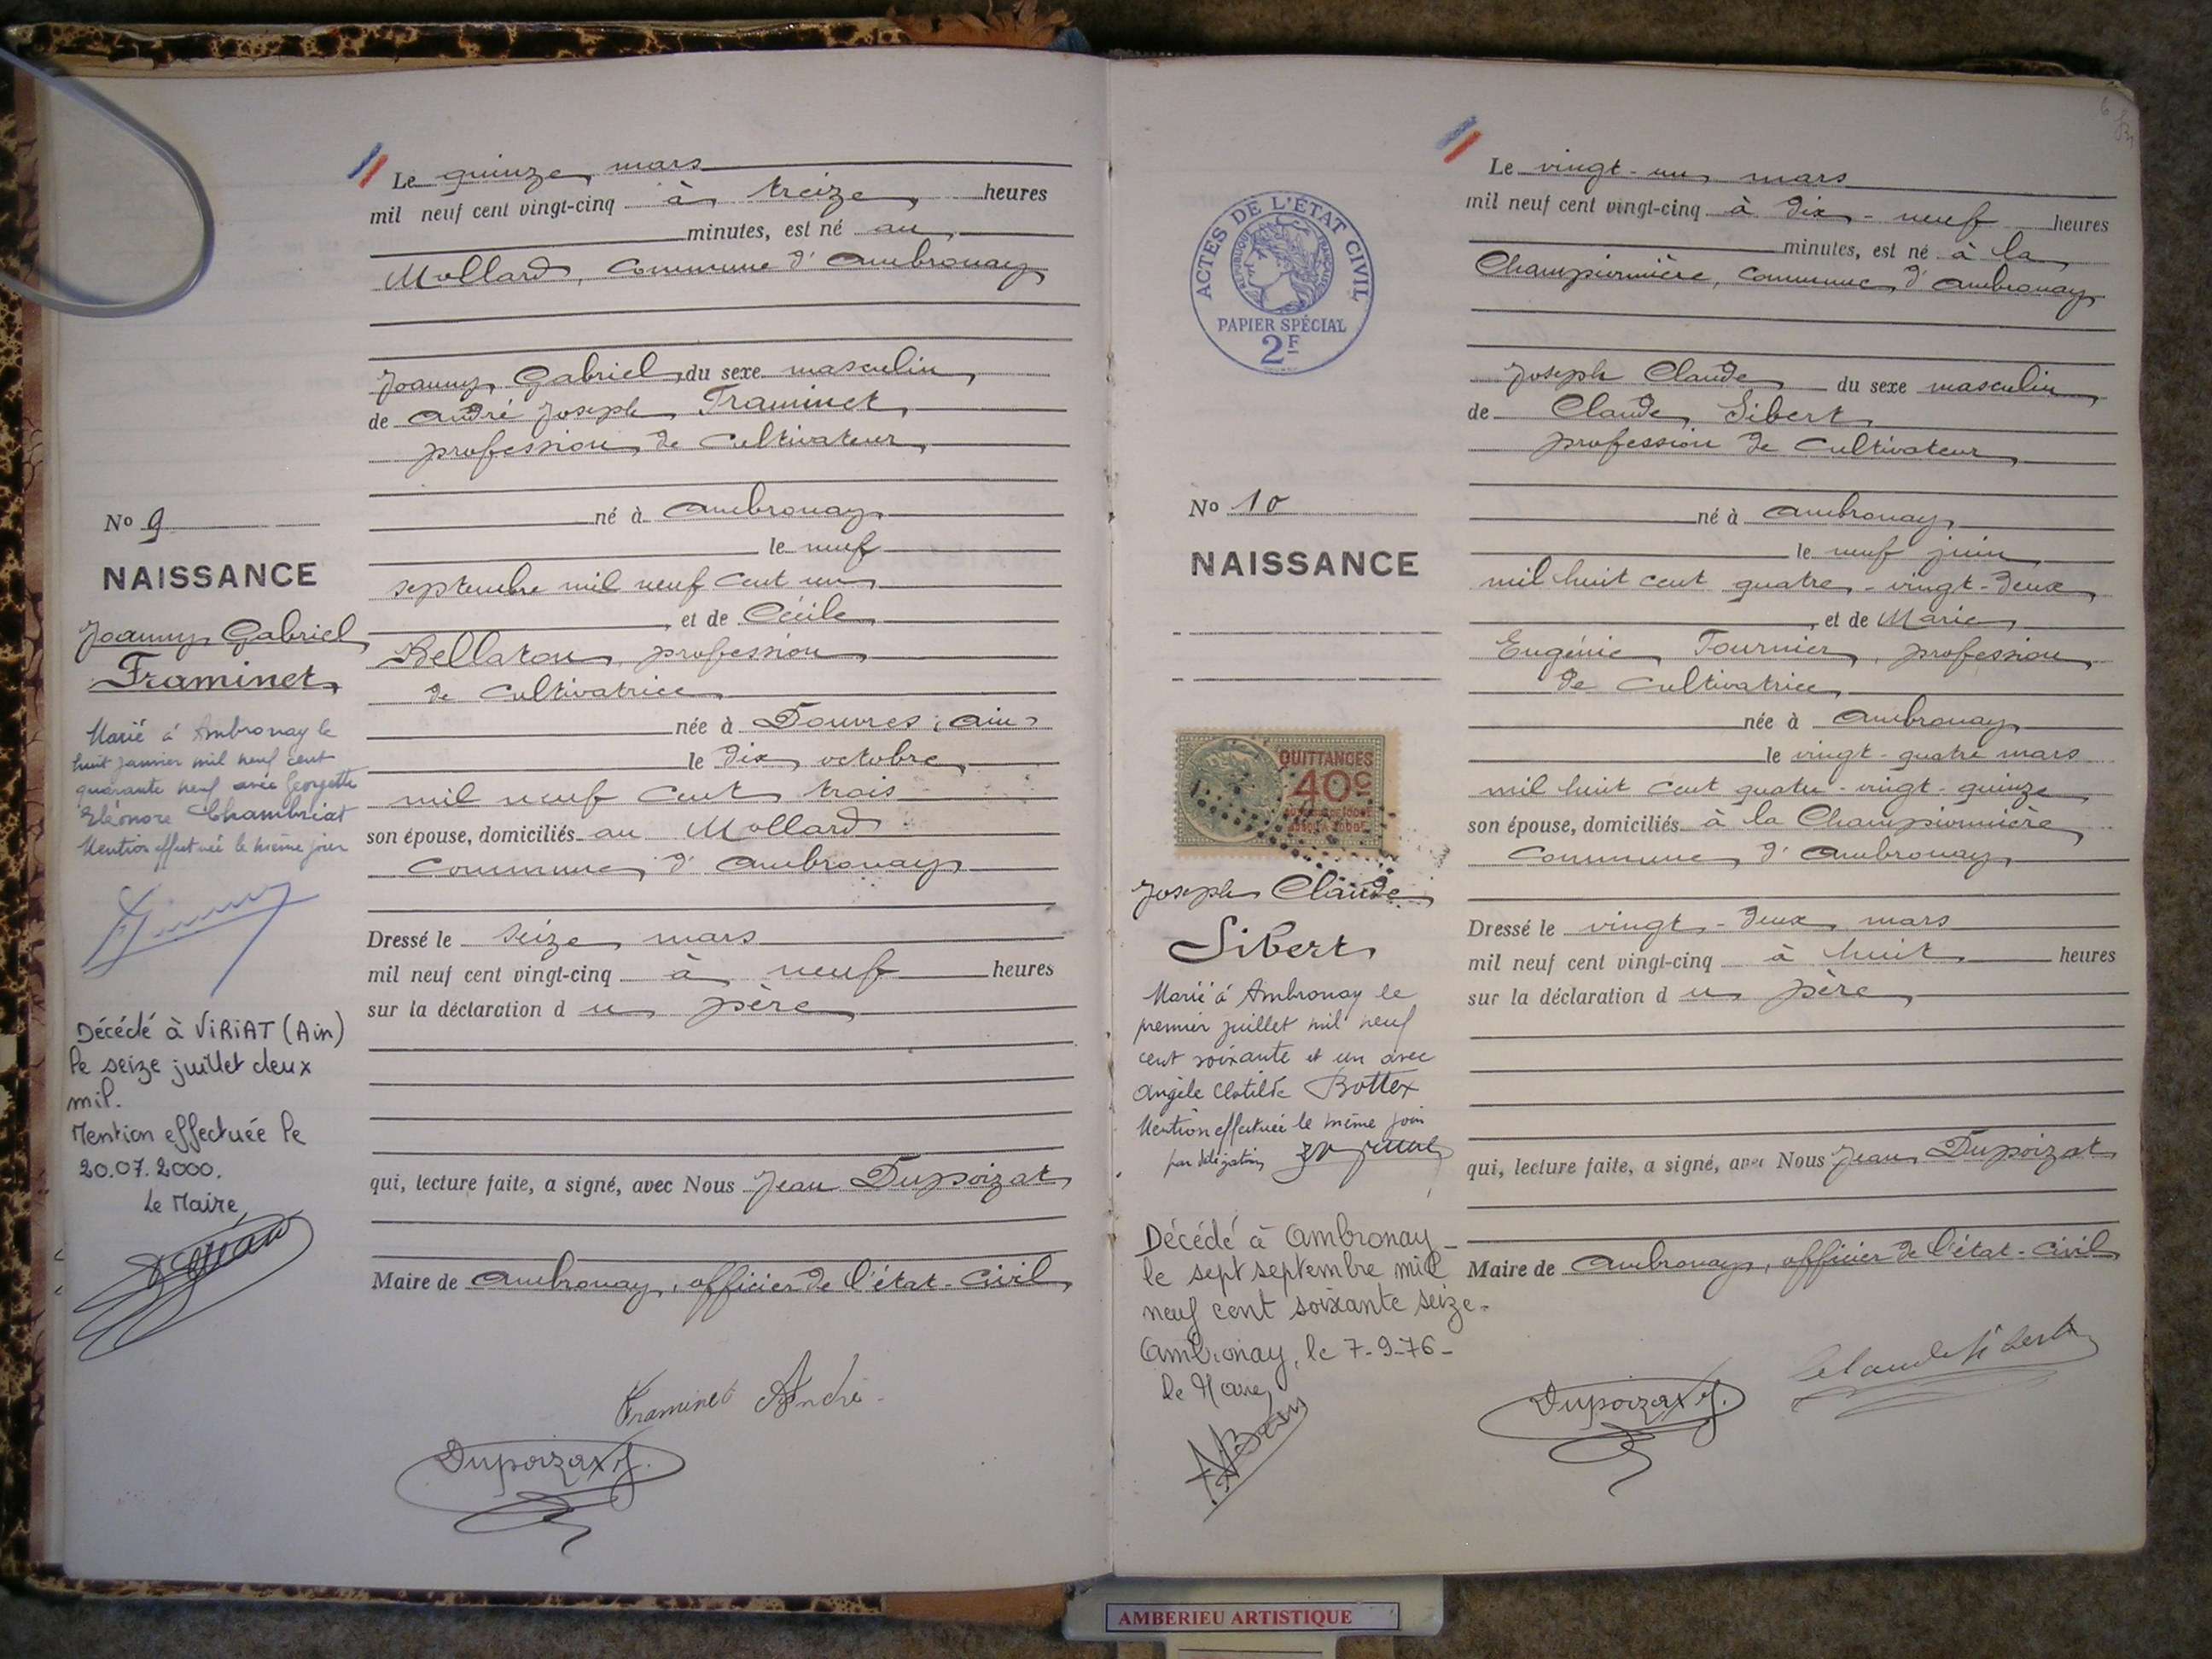 Le quinze mars
mil neuf cent vingt-cinq à treize heures
minutes, est né au
Mollard, Commune d'Ambronay
Joanny Gabriel du sexe masculin
de André Joseph Framinet
profession de Cultivateur
né à Ambronay
le neuf
septembre mil neuf cent un
et de Cécile
Bellaton, profession
de Cultivatrice
née à Douvres (Ain)
le dix octobre
mil neuf cent trois
son épouse, domiciliés au Mollard
Commune d'Ambronay
Dressé le seize mars
mil neuf cent vingt-cinq à neuf heures
sur la déclaration du père
qui, lecture faite, a signé, avec Nous Jean Dupoizat
Maire de Ambronay, officier de l'état-Civil
Framinet André
Dupoizat J.
No 9
NAISSANCE
Joanny Gabriel
Framinet
Marié à Ambronay le
huit janvier mil neuf cent
quarante neuf avec Georgette
Eléonore Chambriat
Mention effectuée le même jour
Décédé à VIRIAT (Ain)
le seize juillet deux
mil.
Mention effectuée le
20.07.2000.
Le Maire
ACTES DE L'ÉTAT CIVIL
RÉPUBLIQUE FRANÇAISE
PAPIER SPÉCIAL
2F
No 10
NAISSANCE
QUITTANCES
40c
Joseph Claude
Sibert
Marié à Ambronay le
premier juillet mil neuf
cent soixante et un avec
Angèle Clotilde Bottex
Mention effectuée le même jour
par délégation
Décédé à Ambronay
le sept septembre mil
neuf cent soixante seize.
Ambronay, le 7-9-76-
Le Maire,
Le vingt-un mars
mil neuf cent vingt-cinq à dix-neuf heures
minutes, est né à la
Championnière, Commune d'Ambronay
Joseph Claude du sexe masculin
de Claude Sibert
profession de Cultivateur
né à Ambronay
le neuf juin
mil huit cent quatre-vingt-deux
et de Marie
Eugénie Tournier, profession
de Cultivatrice
née à Ambronay
le vingt-quatre mars
mil huit cent quatre-vingt-quinze
son épouse, domiciliés à la Championnière
Commune d'Ambronay
Dressé le vingt-deux mars
mil neuf cent vingt-cinq à huit heures
sur la déclaration du père
qui, lecture faite, a signé, avec Nous Jean Dupoizat
Maire de Ambronay, officier de l'état-Civil
Dupoizat J.
Claude Sibert
AMBERIEU ARTISTIQUE